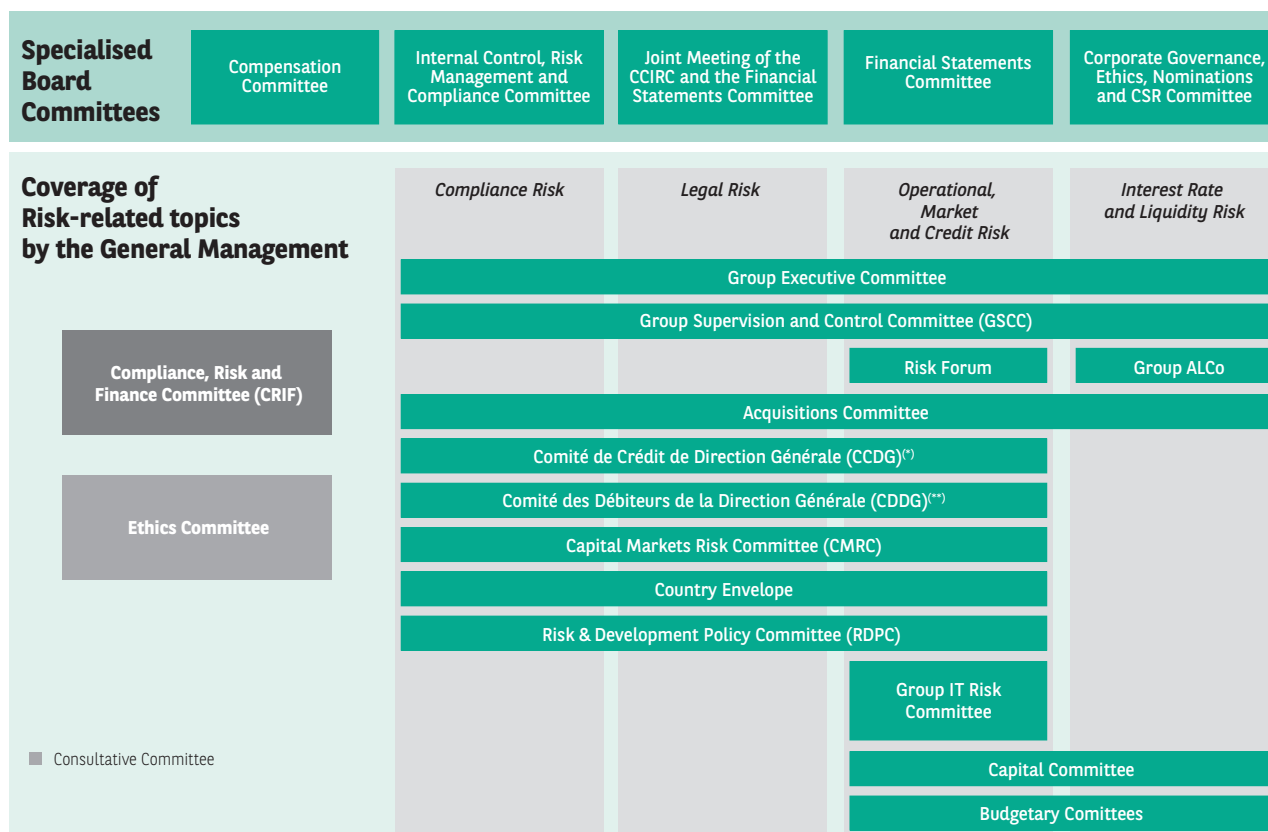 Specialised
Board
Committees
Compensation
Committee
Internal Control, Risk
Management and
Compliance Committee
Joint Meeting of the
CCIRC and the Financial
Statements Committee
Financial Statements
Committee
Corporate Governance,
Ethics, Nominations
and CSR Committee
Coverage of
Risk-related topics
by the General Management
Compliance Risk
Legal Risk
Operational,
Market
and Credit Risk
Interest Rate
and Liquidity Risk
Group Executive Committee
Group Supervision and Control Committee (GSCC)
Compliance, Risk and
Finance Committee (CRIF)
Risk Forum
Group ALCo
Acquisitions Committee
Comité de Crédit de Direction Générale (CCDG)(*)
Ethics Committee
Comité des Débiteurs de la Direction Générale (CDDG)(**)
Capital Markets Risk Committee (CMRC)
Country Envelope
Risk & Development Policy Committee (RDPC)
Group IT Risk
Committee
Consultative Committee
Capital Committee
Budgetary Comittees